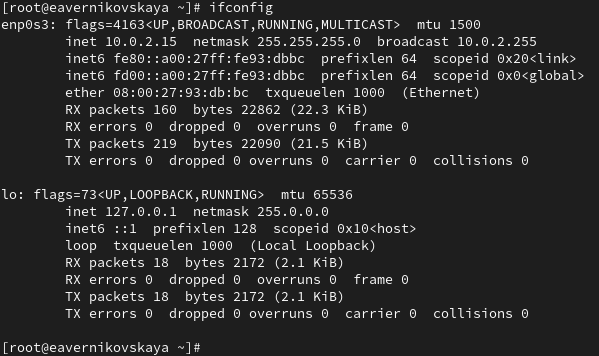 [root@eavernikovskaya ~]# ifconfig
enp0s3: flags=4163<UP,BROADCAST,RUNNING,MULTICAST>  mtu 1500
        inet 10.0.2.15  netmask 255.255.255.0  broadcast 10.0.2.255
        inet6 fe80::a00:27ff:fe93:dbbc  prefixlen 64  scopeid 0x20<link>
        inet6 fd00::a00:27ff:fe93:dbbc  prefixlen 64  scopeid 0x0<global>
        ether 08:00:27:93:db:bc  txqueuelen 1000  (Ethernet)
        RX packets 160  bytes 22862 (22.3 KiB)
        RX errors 0  dropped 0  overruns 0  frame 0
        TX packets 219  bytes 22090 (21.5 KiB)
        TX errors 0  dropped 0 overruns 0  carrier 0  collisions 0

lo: flags=73<UP,LOOPBACK,RUNNING>  mtu 65536
        inet 127.0.0.1  netmask 255.0.0.0
        inet6 ::1  prefixlen 128  scopeid 0x10<host>
        loop  txqueuelen 1000  (Local Loopback)
        RX packets 18  bytes 2172 (2.1 KiB)
        RX errors 0  dropped 0  overruns 0  frame 0
        TX packets 18  bytes 2172 (2.1 KiB)
        TX errors 0  dropped 0 overruns 0  carrier 0  collisions 0

[root@eavernikovskaya ~]#